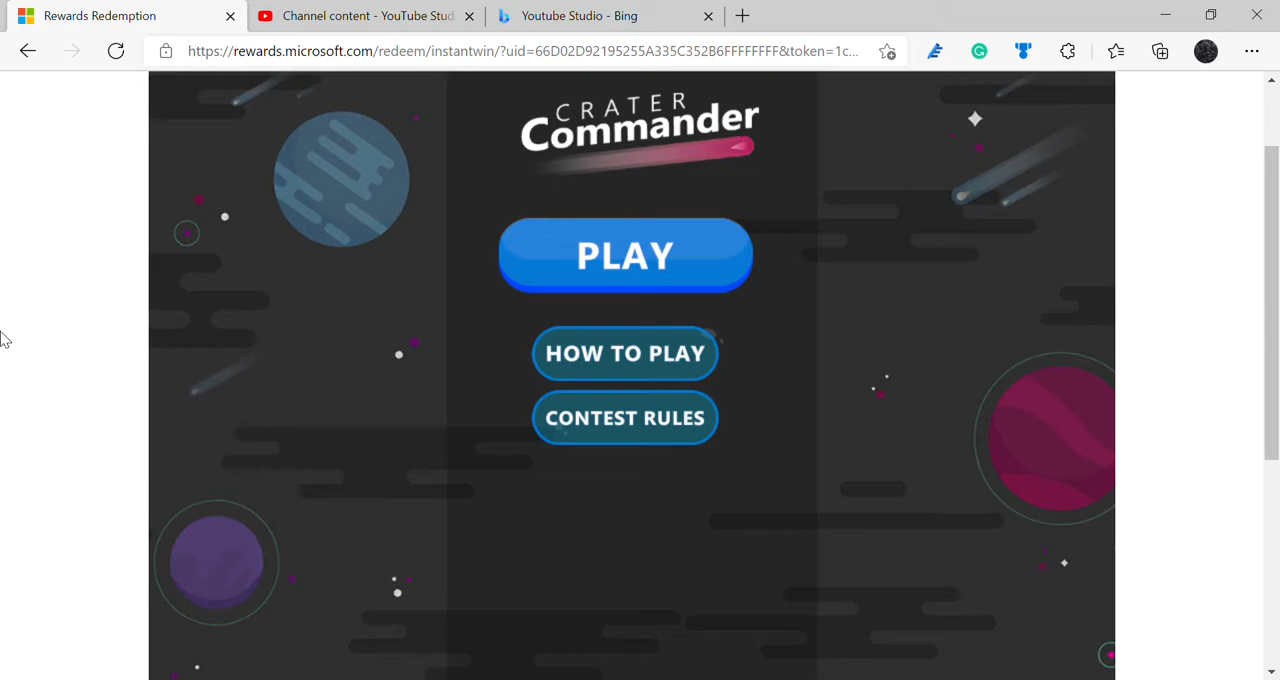 Rewards Redemption
Channel content - YouTube Stud
Youtube Studio - Bing
https://rewards.microsoft.com/redeem/instantwin/?uid=66D02D92195255A335C352B6FFFFFFFF&token=1c...
CRATER
Commander
PLAY
HOW TO PLAY
CONTEST RULES